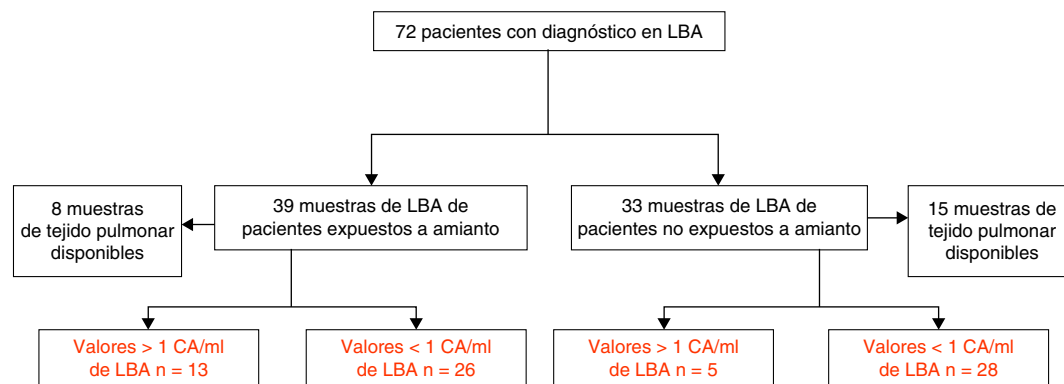 72 pacientes con diagnóstico en LBA
8 muestras
de tejido pulmonar
disponibles
39 muestras de LBA de
pacientes expuestos a amianto
33 muestras de LBA de
pacientes no expuestos a amianto
15 muestras de
tejido pulmonar
disponibles
Valores > 1 CA/ml
de LBA n = 13
Valores < 1 CA/ml
de LBA n = 26
Valores > 1 CA/ml
de LBA n = 5
Valores < 1 CA/ml
de LBA n = 28